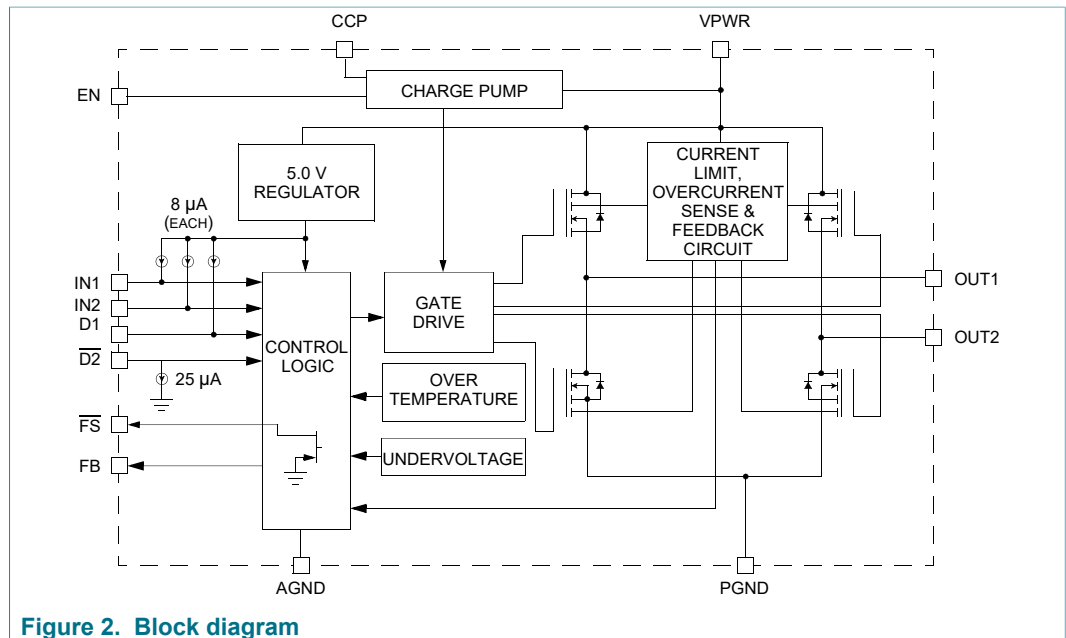 CCP
VPWR
EN
CHARGE PUMP
5.0 V
REGULATOR
CURRENT
LIMIT,
OVERCURRENT
SENSE &
FEEDBACK
CIRCUIT
8 µA
(EACH)
IN1
IN2
D1
D2
25 µA
FS
FB
CONTROL
LOGIC
GATE
DRIVE
OVER
TEMPERATURE
UNDERVOLTAGE
OUT1
OUT2
AGND
PGND
Figure 2. Block diagram